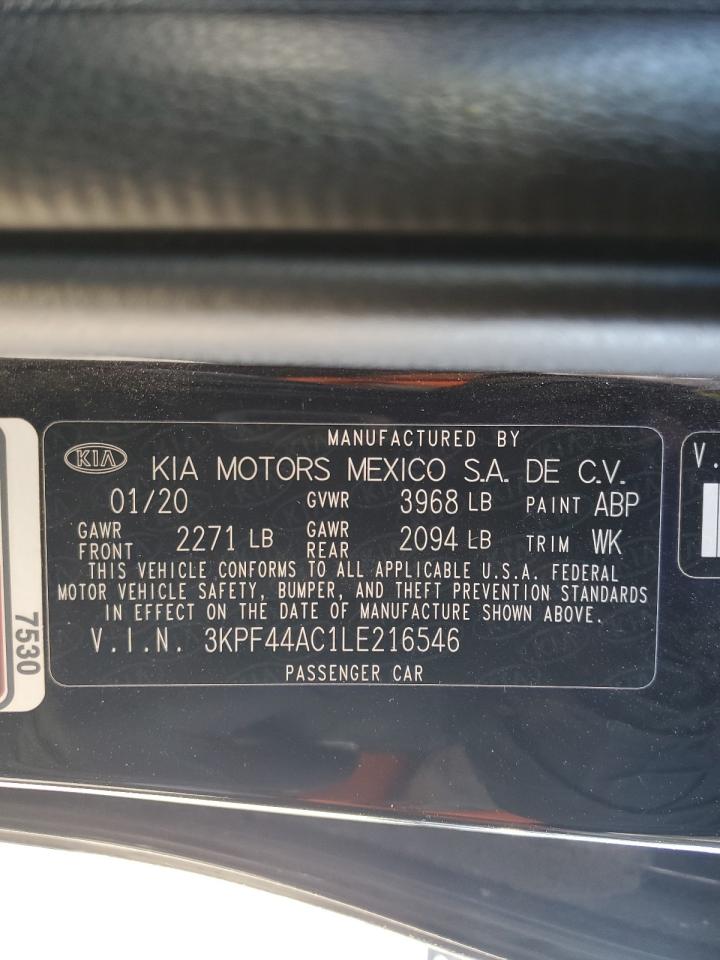 MANUFACTURED BY
KIA KIA MOTORS MEXICO S.A. DE C.V.
01/20 GVWR 3968 LB PAINT ABP
GAWR FRONT 2271 LB GAWR REAR 2094 LB TRIM WK
THIS VEHICLE CONFORMS TO ALL APPLICABLE U.S.A. FEDERAL
MOTOR VEHICLE SAFETY, BUMPER, AND THEFT PREVENTION STANDARDS
IN EFFECT ON THE DATE OF MANUFACTURE SHOWN ABOVE.
V.I.N. 3KPF44AC1LE216546
PASSENGER CAR
7530
V.